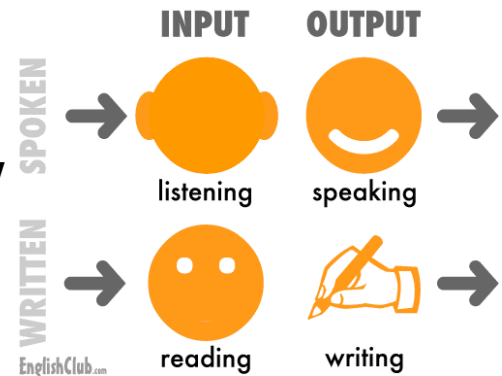 INPUT OUTPUT
SPOKEN
listening speaking
WRITTEN
reading writing
EnglishClub.com